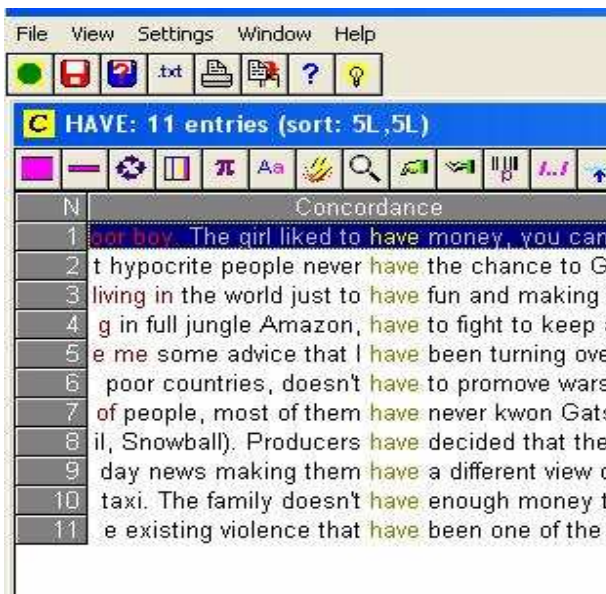 File View Settings Window Help
.txt ?
C HAVE: 11 entries (sort: 5L,5L)
π Aa
N Concordance
1 oor boy. The girl liked to have money, you can
2 t hypocrite people never have the chance to G
3 living in the world just to have fun and making
4 g in full jungle Amazon, have to fight to keep
5 e me some advice that I have been turning ove
6 poor countries, doesn't have to promove wars
7 of people, most of them have never kwon Gats
8 il, Snowball). Producers have decided that the
9 day news making them have a different view
10 taxi. The family doesn't have enough money t
11 e existing violence that have been one of the